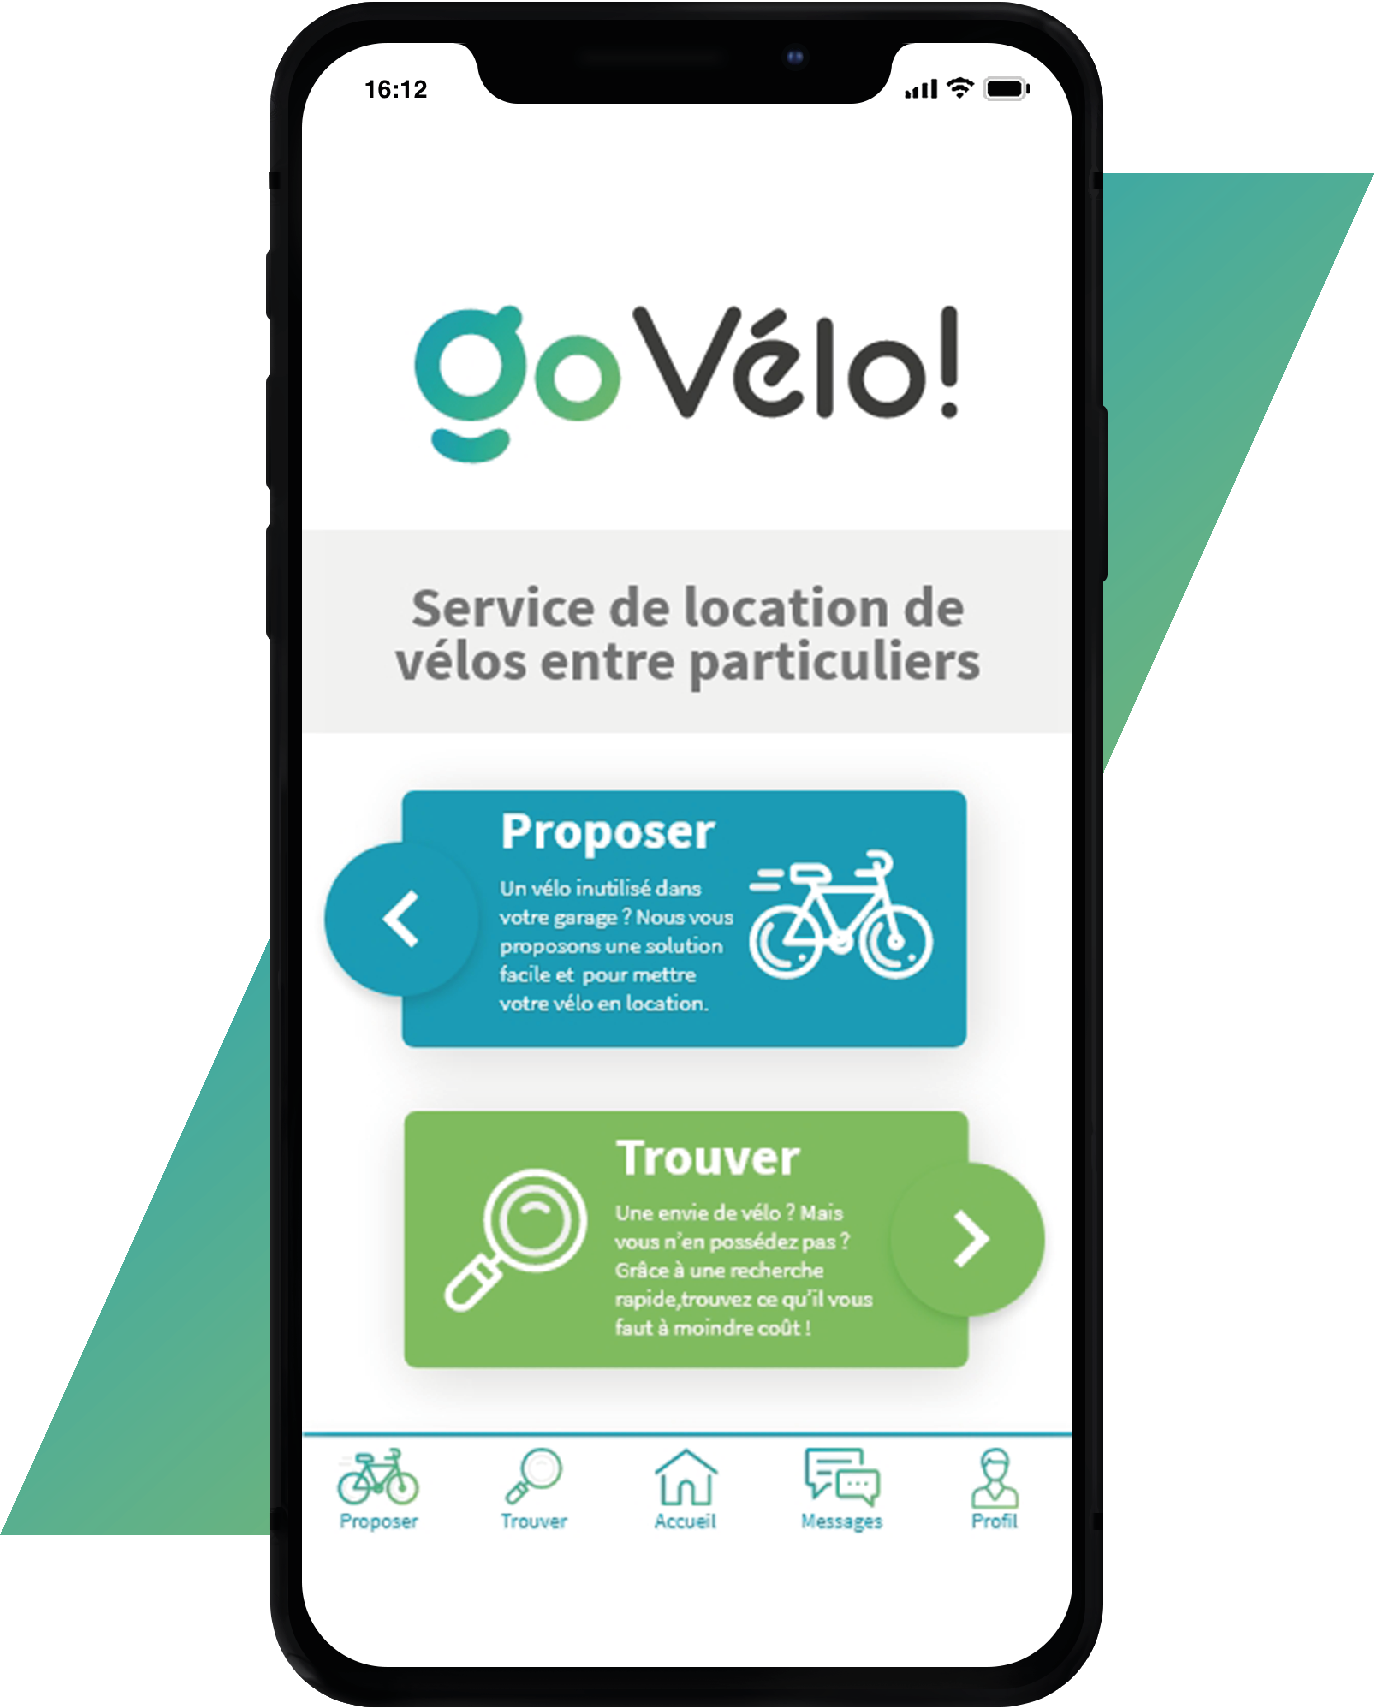 16:12
go Vélo!
Service de location de
vélos entre particuliers
Proposer
Un vélo inutilisé dans
votre garage ? Nous vous
proposons une solution
facile et  pour mettre
votre vélo en location.
Trouver
Une envie de vélo ? Mais
vous n'en possédez pas ?
Grâce à une recherche
rapide,trouvez ce qu'il vous
faut à moindre coût !
Proposer
Trouver
Accueil
Messages
Profil